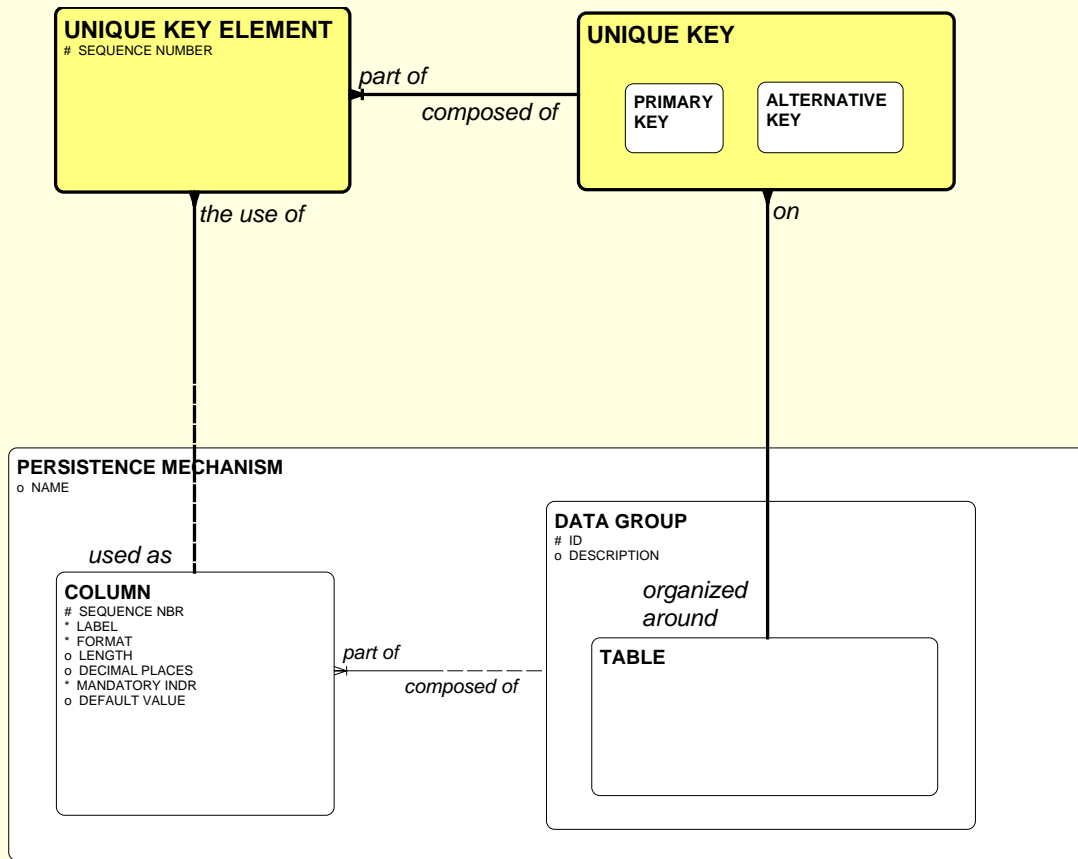 UNIQUE KEY ELEMENT
# SEQUENCE NUMBER
part of
composed of
UNIQUE KEY
PRIMARY
KEY
ALTERNATIVE
KEY
the use of
on
PERSISTENCE MECHANISM
o NAME
used as
COLUMN
# SEQUENCE NBR
* LABEL
* FORMAT
o LENGTH
o DECIMAL PLACES
* MANDATORY INDR
o DEFAULT VALUE
part of
composed of
DATA GROUP
# ID
o DESCRIPTION
organized
around
TABLE